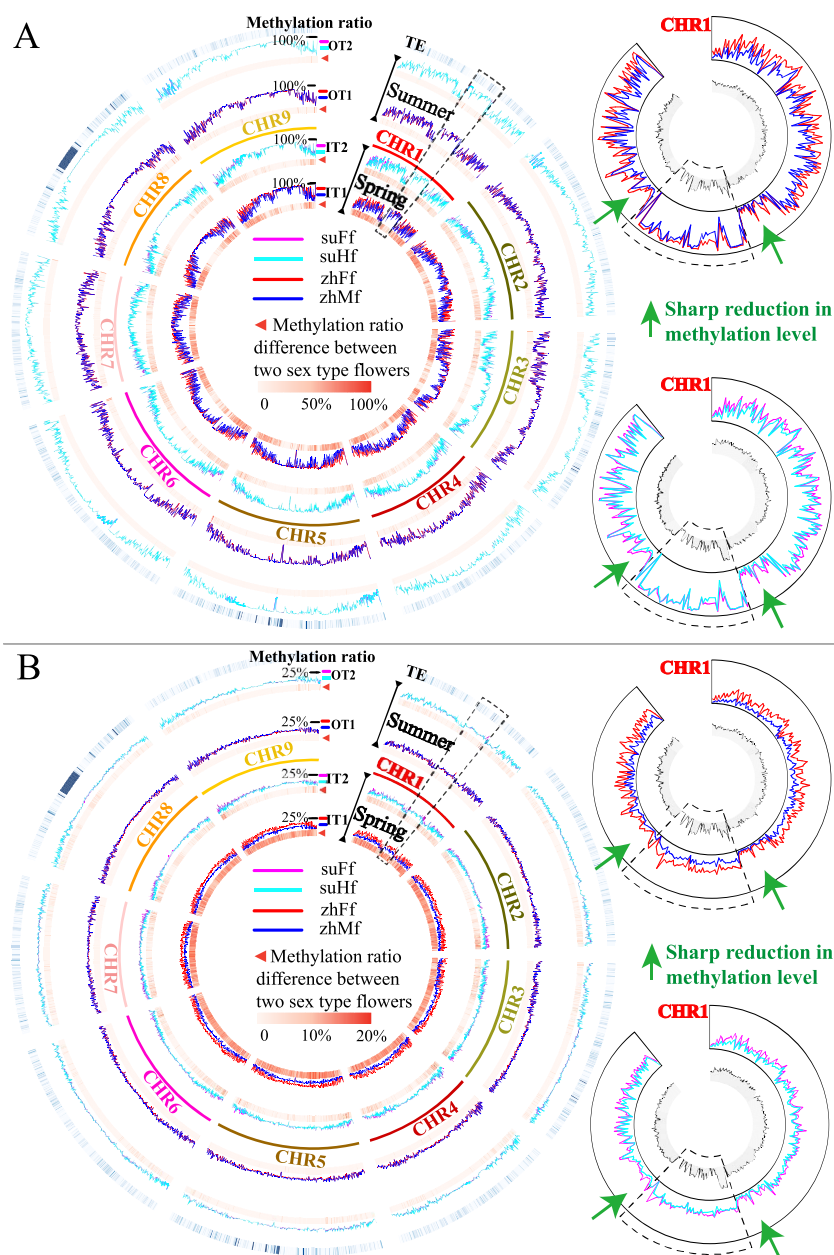 A
Methylation ratio
100%
OT2
TE
CHR1
Summer
100%
OT1
CHR9
100%
IT2
CHR1
CHR8
100%
IT1
Spring
suFf
suHf
zhFf
zhMf
CHR2
Methylation ratio
difference between
two sex type flowers
0 50% 100%
CHR7
CHR3
CHR6
CHR4
CHR5
Sharp reduction in
methylation level
CHR1
B
Methylation ratio
25%
OT2
TE
CHR1
Summer
25%
OT1
CHR9
25%
IT2
CHR1
CHR8
25%
IT1
Spring
suFf
suHf
zhFf
zhMf
CHR2
Methylation ratio
difference between
two sex type flowers
0 10% 20%
CHR7
CHR3
CHR6
CHR4
CHR5
Sharp reduction in
methylation level
CHR1